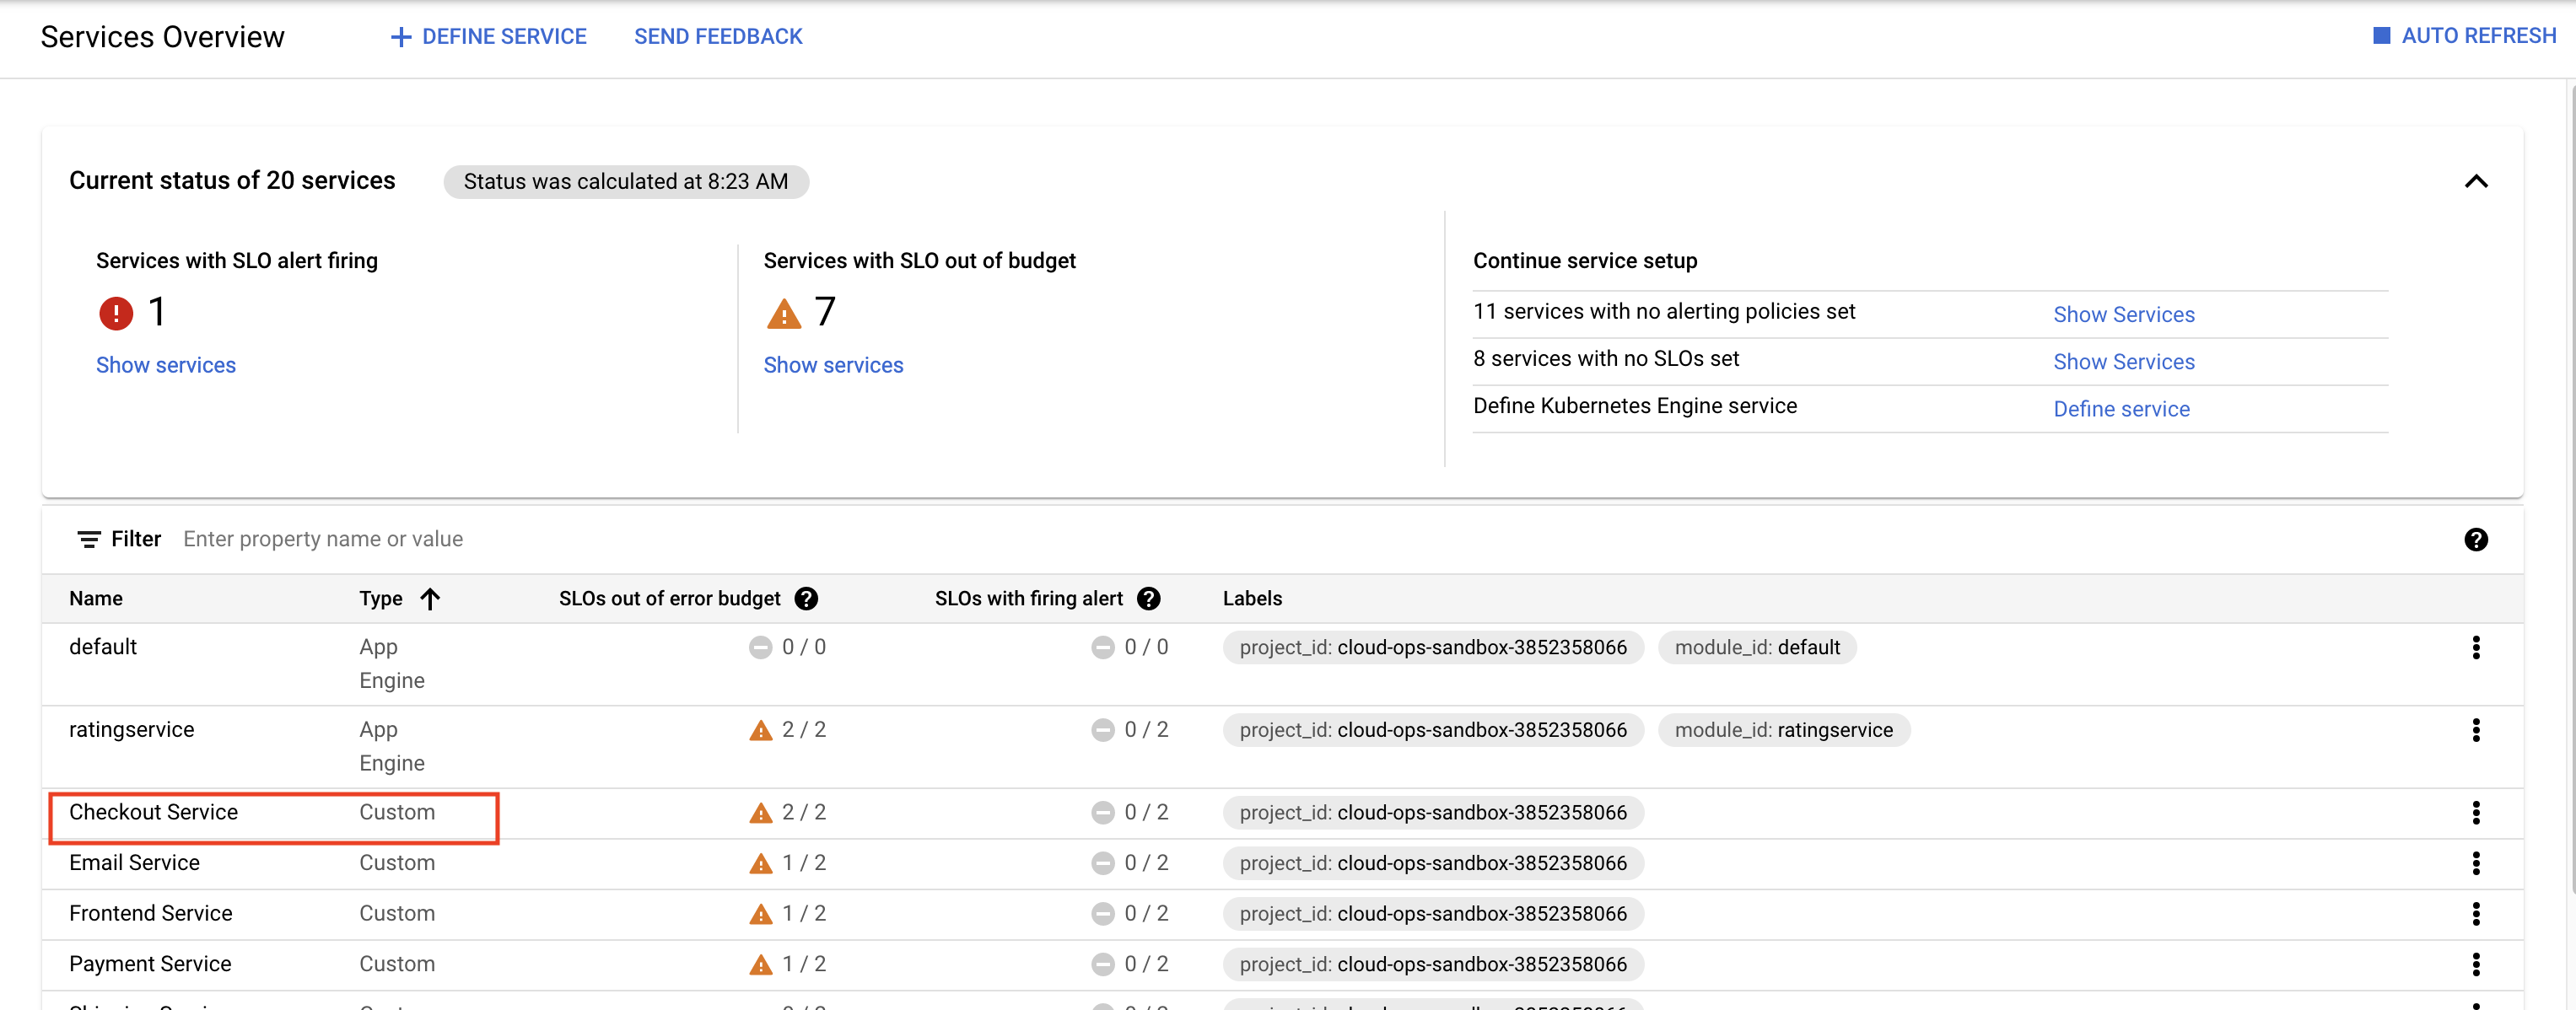 Services Overview
DEFINE SERVICE
SEND FEEDBACK
AUTO REFRESH
Current status of 20 services
Status was calculated at 8:23 AM
Services with SLO alert firing
1
Show services
Services with SLO out of budget
7
Show services
Continue service setup
11 services with no alerting policies set Show Services
8 services with no SLOs set Show Services
Define Kubernetes Engine service Define service
Filter Enter property name or value
Name Type SLOs out of error budget SLOs with firing alert Labels
default App Engine 0 / 0 0 / 0 project_id: cloud-ops-sandbox-3852358066 module_id: default
ratingservice App Engine 2 / 2 0 / 2 project_id: cloud-ops-sandbox-3852358066 module_id: ratingservice
Checkout Service Custom 2 / 2 0 / 2 project_id: cloud-ops-sandbox-3852358066
Email Service Custom 1 / 2 0 / 2 project_id: cloud-ops-sandbox-3852358066
Frontend Service Custom 1 / 2 0 / 2 project_id: cloud-ops-sandbox-3852358066
Payment Service Custom 1 / 2 0 / 2 project_id: cloud-ops-sandbox-3852358066